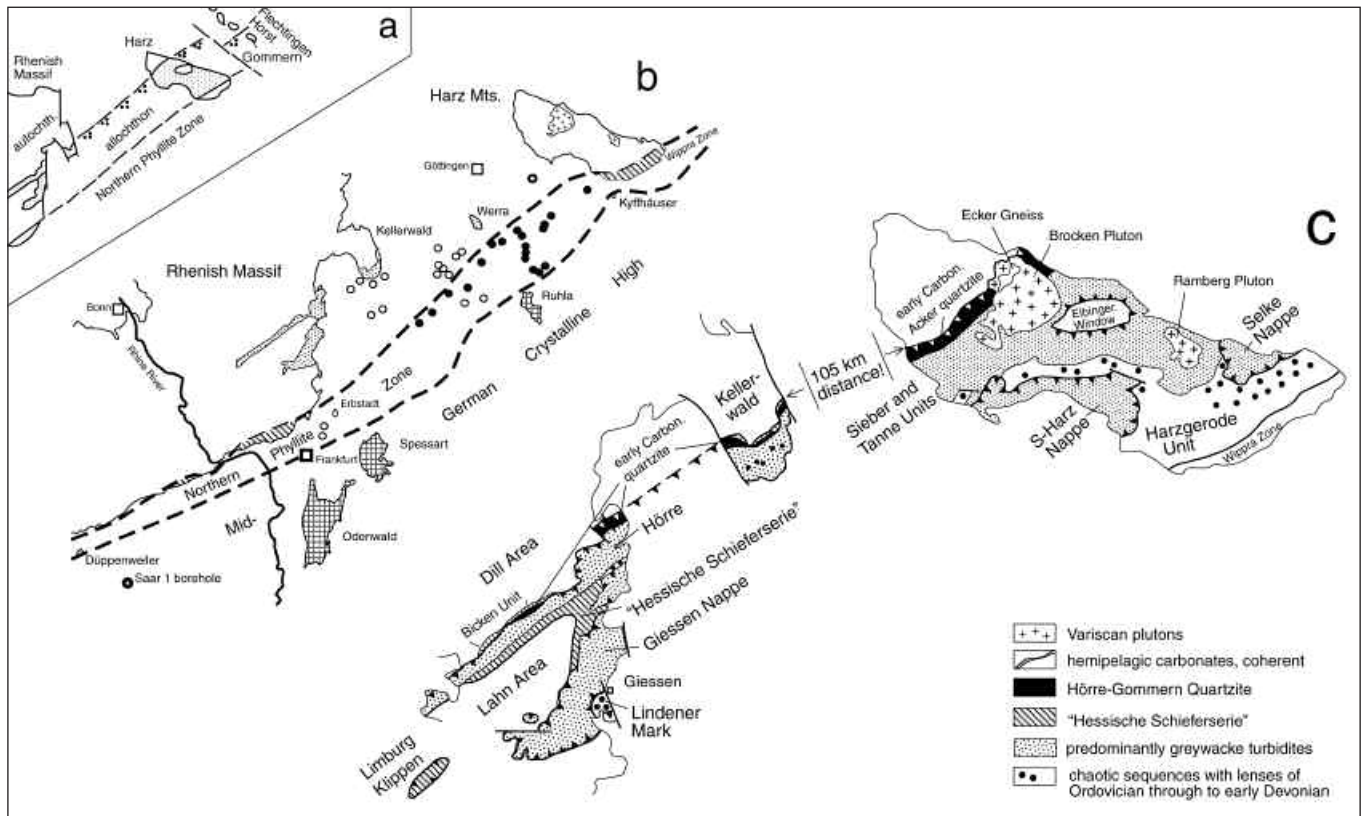 a
Flechtingen
Horst
Harz
Gommern
Rhenish
Massif
autochth.
allochthon
Northern Phyllite Zone
b
Harz Mts.
Wippra Zone
Göttingen
Kyffhäuser
Werra
Kellerwald
Rhenish Massif
Ruhla
High
Crystalline
German
Mid-
Bonn
Rhine River
Zone
Phyllite
Northern
Erbstadt
Frankfurt
Spessart
Odenwald
Düppenweiler
Saar 1 borehole
c
Ecker Gneiss
Brocken Pluton
early Carbon.
Acker quartzite
Elbinger.
Window
Ramberg Pluton
Selke
Nappe
105 km
distance!
Sieber and
Tanne Units
S-Harz
Nappe
Harzgerode
Unit
Wippra Zone
Keller-
wald
early Carbon.
quartzite
Hörre
Dill Area
Bicken Unit
"Hessische Schieferserie"
Giessen Nappe
Lahn Area
Giessen
Lindener
Mark
Limburg
Klippen
Variscan plutons
hemipelagic carbonates, coherent
Hörre-Gommern Quartzite
"Hessische Schieferserie"
predominantly greywacke turbidites
chaotic sequences with lenses of
Ordovician through to early Devonian